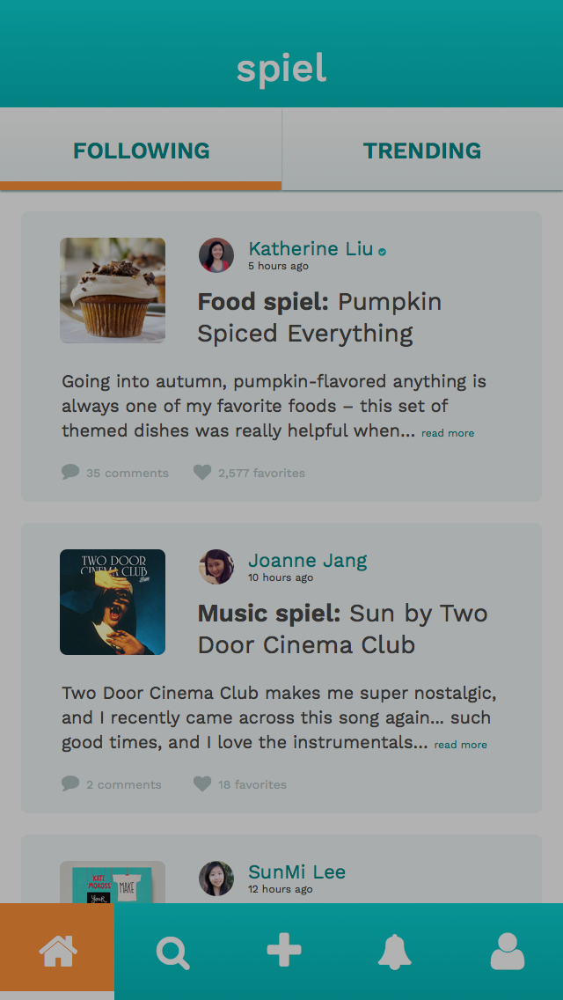 spiel
FOLLOWING
TRENDING
Katherine Liu
5 hours ago
Food spiel: Pumpkin
Spiced Everything
Going into autumn, pumpkin-flavored anything is
always one of my favorite foods – this set of
themed dishes was really helpful when... read more
35 comments
2,577 favorites
TWO DOOR
CINEMA CLUB
Joanne Jang
10 hours ago
Music spiel: Sun by Two
Door Cinema Club
Two Door Cinema Club makes me super nostalgic,
and I recently came across this song again... such
good times, and I love the instrumentals... read more
2 comments
18 favorites
KATE
MOROSS
MAKE
Your
SunMi Lee
12 hours ago